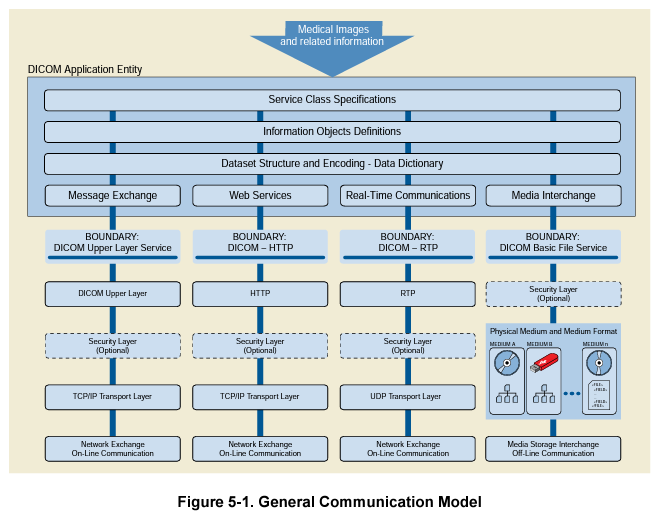 Medical Images
and related information
DICOM Application Entity
Service Class Specifications
Information Objects Definitions
Dataset Structure and Encoding - Data Dictionary
Message Exchange
Web Services
Real-Time Communications
Media Interchange
BOUNDARY:
DICOM Upper Layer Service
BOUNDARY:
DICOM – HTTP
BOUNDARY:
DICOM – RTP
BOUNDARY:
DICOM Basic File Service
DICOM Upper Layer
HTTP
RTP
Security Layer
(Optional)
Security Layer
(Optional)
Security Layer
(Optional)
Security Layer
(Optional)
Physical Medium and Medium Format
MEDIUM A
MEDIUM B
MEDIUM n
TCP/IP Transport Layer
TCP/IP Transport Layer
UDP Transport Layer
Network Exchange
On-Line Communication
Network Exchange
On-Line Communication
Network Exchange
On-Line Communication
Media Storage Interchange
Off-Line Communication
Figure 5-1. General Communication Model